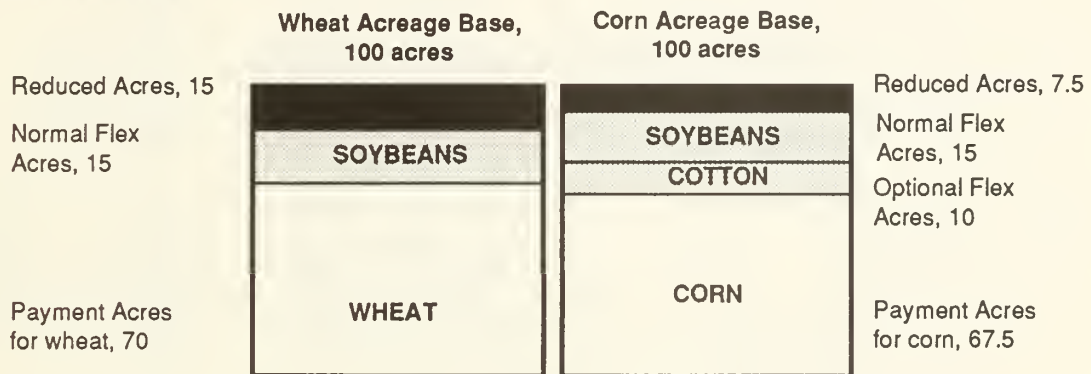 Wheat Acreage Base,
100 acres
Corn Acreage Base,
100 acres
Reduced Acres, 15
Normal Flex
Acres, 15
Payment Acres
for wheat, 70
SOYBEANS
WHEAT
SOYBEANS
COTTON
CORN
Reduced Acres, 7.5
Normal Flex
Acres, 15
Optional Flex
Acres, 10
Payment Acres
for corn, 67.5